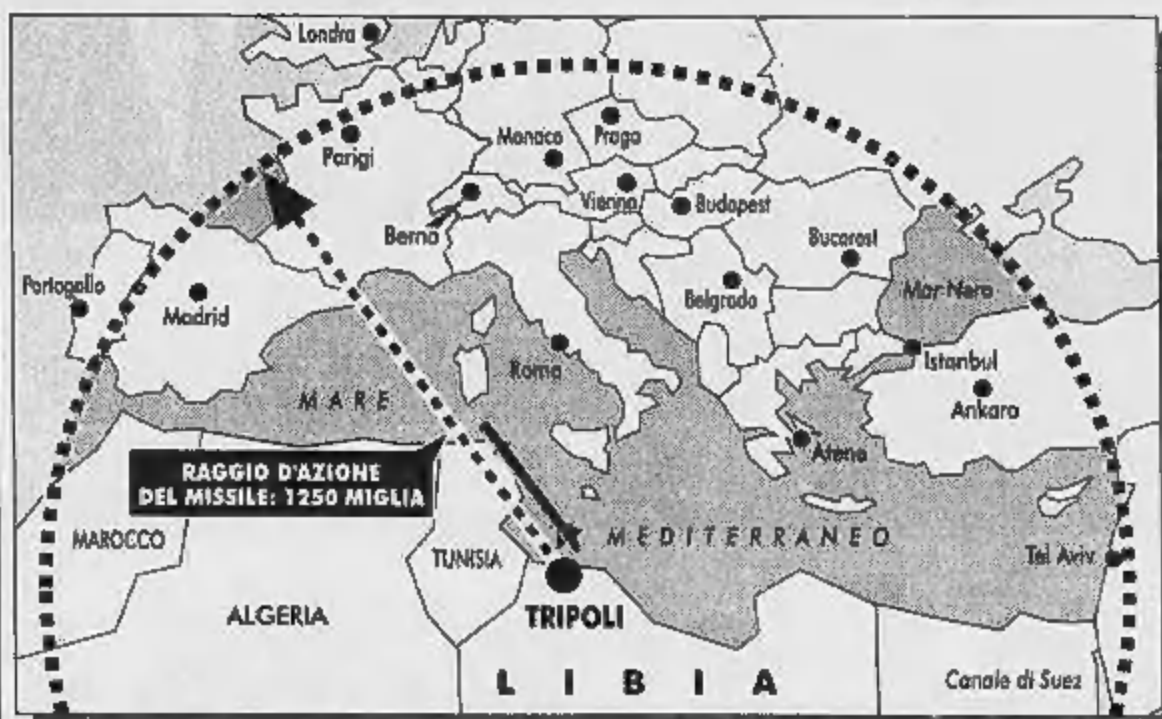 Londra
Parigi
Monaco
Praga
Vienna
Budapest
Berna
Bucarest
Portogallo
Madrid
Belgrado
Mar Nero
Roma
Istanbul
Ankara
MARE
Atene
RAGGIO D'AZIONE
DEL MISSILE: 1250 MIGLIA
MAROCCO
TUNISIA
MEDITERRANEO
Tel Aviv
ALGERIA
TRIPOLI
LIBIA
Canale di Suez